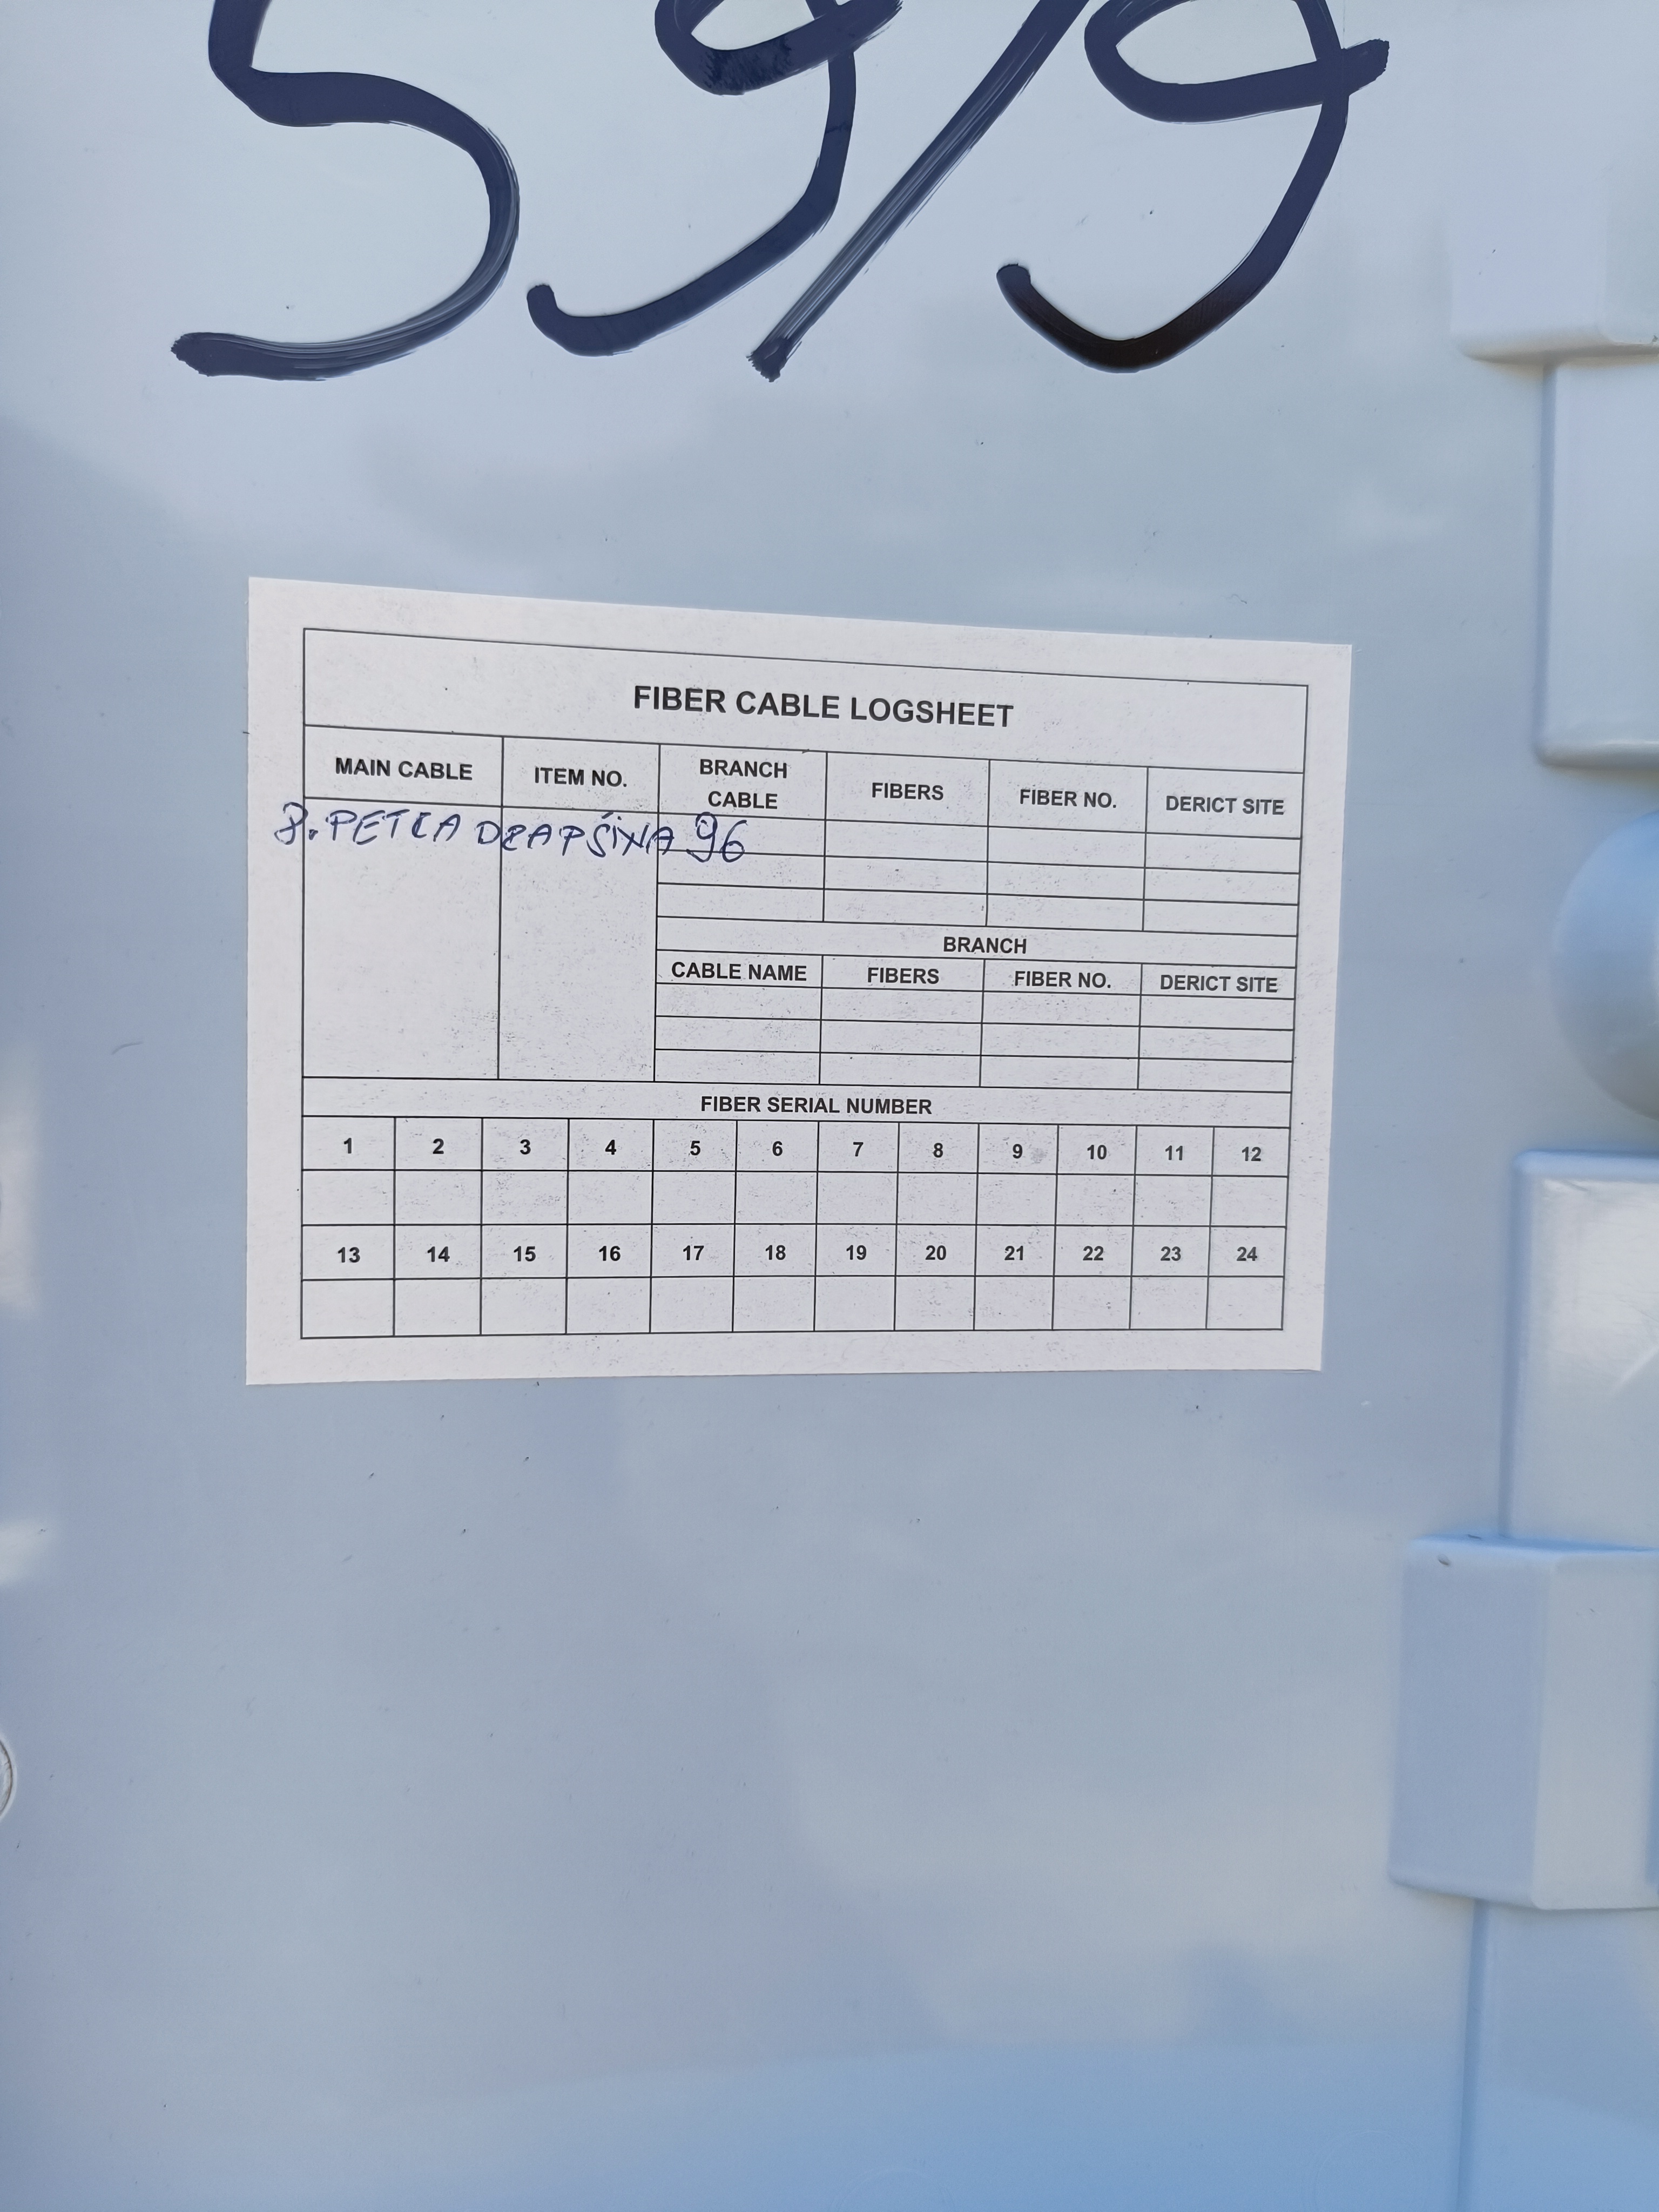 59/9
FIBER CABLE LOGSHEET
MAIN CABLE ITEM NO. BRANCH CABLE FIBERS FIBER NO. DERICT SITE
PETRA DRAPŠINA 96
BRANCH
CABLE NAME FIBERS FIBER NO. DERICT SITE
FIBER SERIAL NUMBER
1 2 3 4 5 6 7 8 9 10 11 12
13 14 15 16 17 18 19 20 21 22 23 24